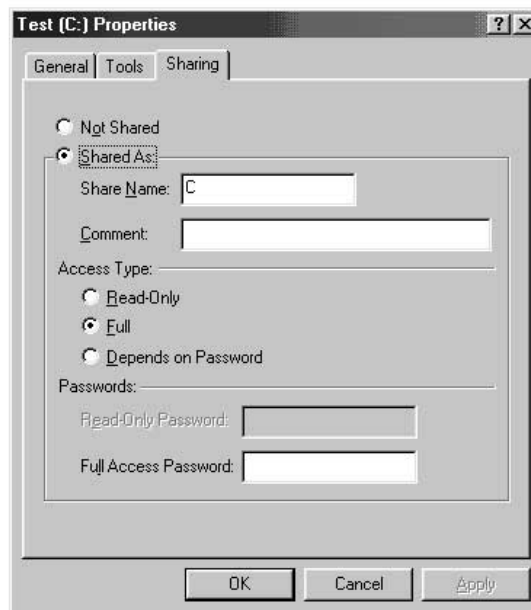 Test (C:) Properties
General Tools Sharing
Not Shared
Shared As:
Share Name: C
Comment:
Access Type:
Read-Only
Full
Depends on Password
Passwords:
Read-Only Password:
Full Access Password:
OK Cancel Apply